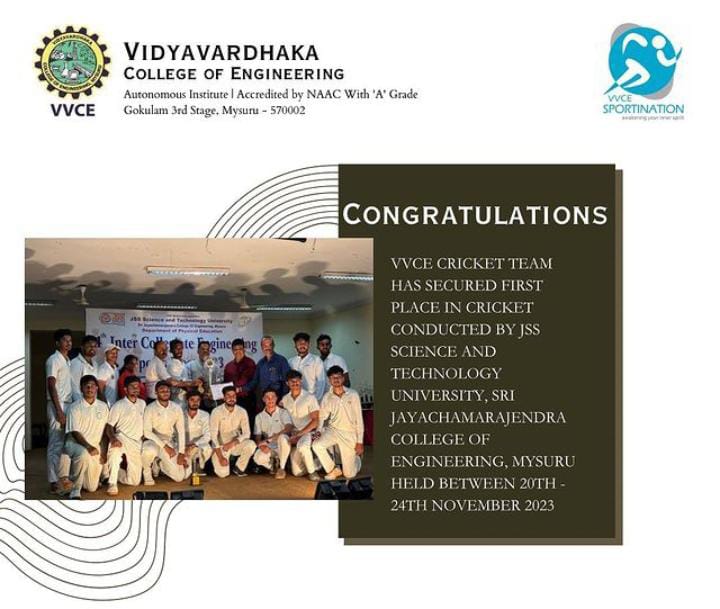 VIDYAVARDHAKA
COLLEGE OF ENGINEERING
Autonomous Institute | Accredited by NAAC With 'A' Grade
Gokulam 3rd Stage, Mysuru - 570002
VVCE
VVCE
SPORTINATION
awakening your inner spirit
CONGRATULATIONS
VVCE CRICKET TEAM
HAS SECURED FIRST
PLACE IN CRICKET
CONDUCTED BY JSS
SCIENCE AND
TECHNOLOGY
UNIVERSITY, SRI
JAYACHAMARAJENDRA
COLLEGE OF
ENGINEERING, MYSURU
HELD BETWEEN 20TH -
24TH NOVEMBER 2023
JSS Science and Technology University
Department of Physical Education
Inter Collegiate Engineering